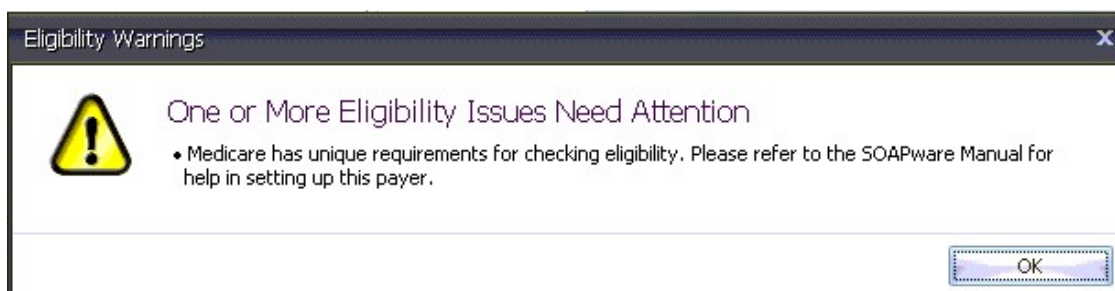 Eligibility Warnings
x
One or More Eligibility Issues Need Attention
• Medicare has unique requirements for checking eligibility. Please refer to the SOAPware Manual for
help in setting up this payer.
OK